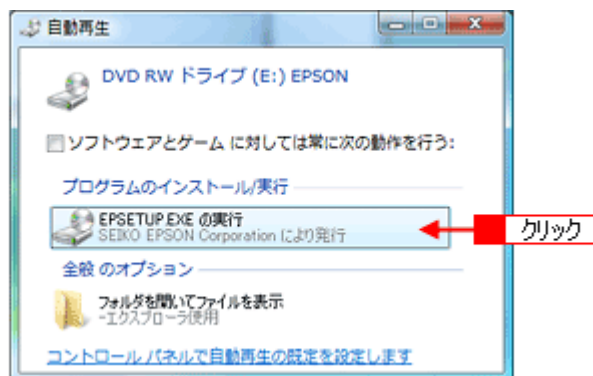 自動再生
DVD RW ドライブ (E:) EPSON
ソフトウェアとゲーム に対しては常に次の動作を行う:
プログラムのインストール/実行
EPSETUP.EXE の実行
SEIKO EPSON Corporation により発行
クリック
全般 のオプション
フォルダを開いてファイルを表示
-エクスプローラ使用
コントロール パネルで自動再生の既定を設定します